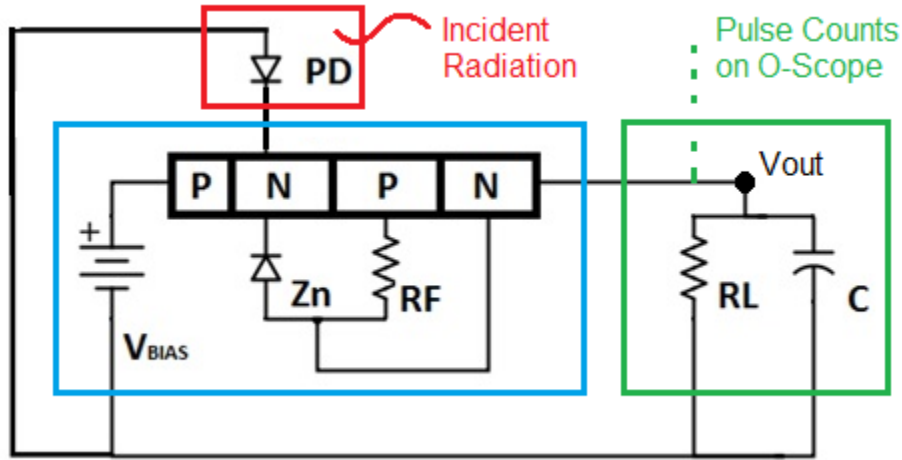 Incident
Radiation
Pulse Counts
on O-Scope
PD
Vout
P N P N
+
Zn
RF
RL
C
VBIAS